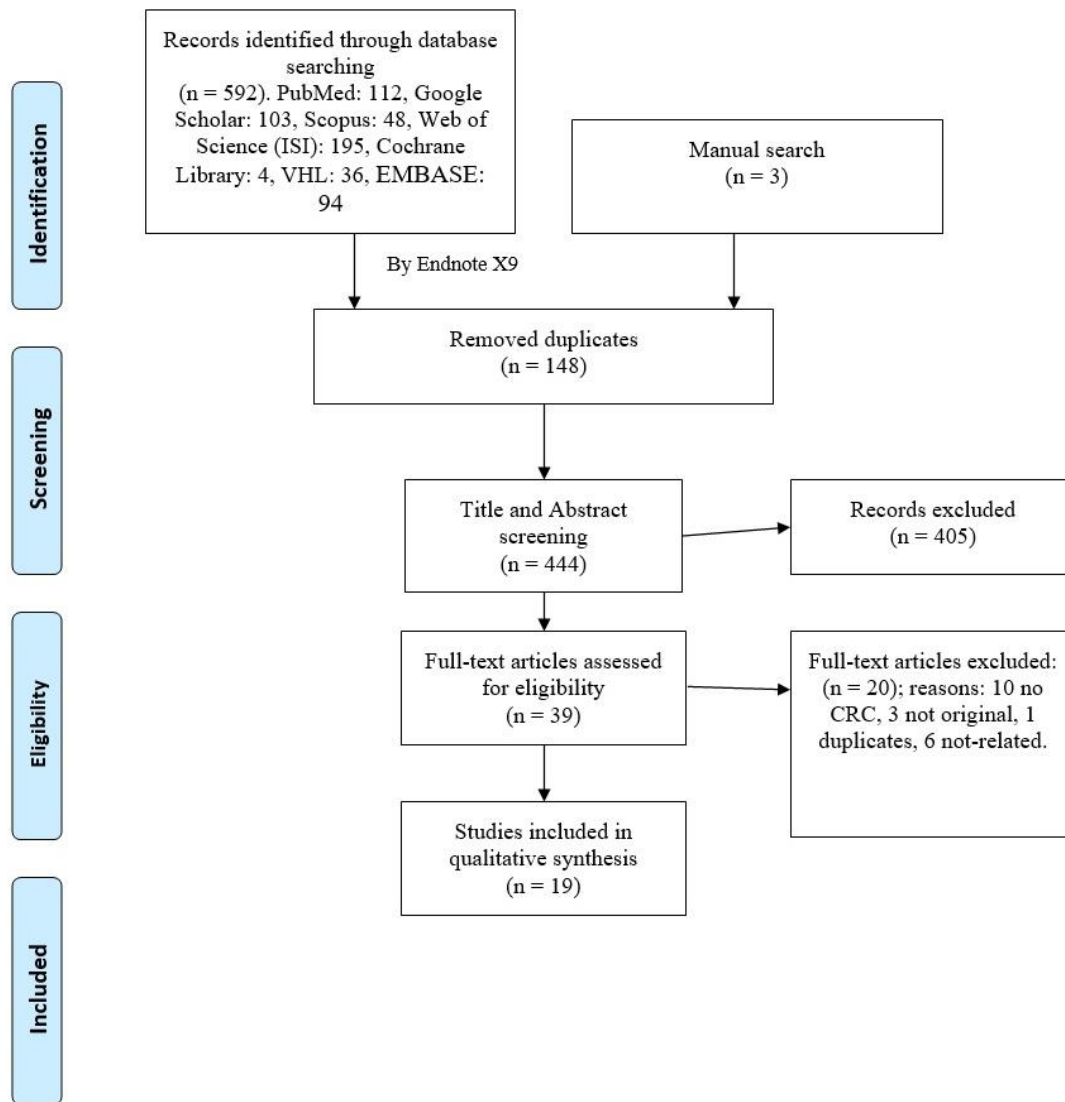 Records identified through database
searching
(n = 592). PubMed: 112, Google
Scholar: 103, Scopus: 48, Web of
Science (ISI): 195, Cochrane
Library: 4, VHL: 36, EMBASE:
94
Manual search
(n = 3)
Identification
By Endnote X9
Removed duplicates
(n = 148)
Screening
Title and Abstract
screening
(n = 444)
Records excluded
(n = 405)
Eligibility
Full-text articles assessed
for eligibility
(n = 39)
Full-text articles excluded:
(n = 20); reasons: 10 no
CRC, 3 not original, 1
duplicates, 6 not-related.
Studies included in
qualitative synthesis
(n = 19)
Included